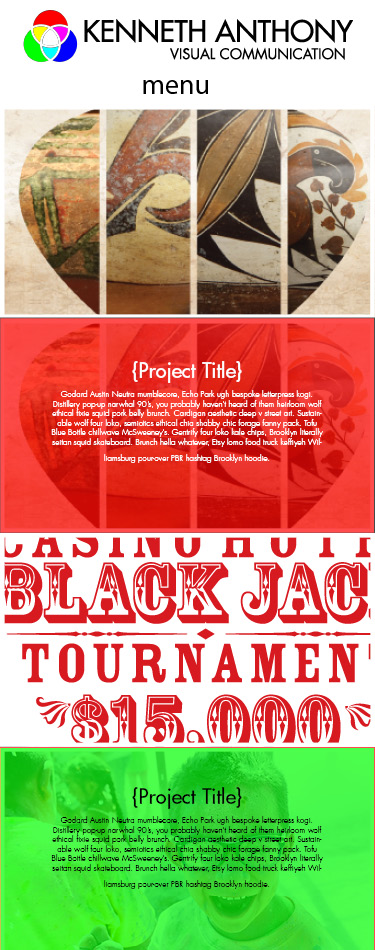 KENNETH ANTHONY
VISUAL COMMUNICATION
menu
{Project Title}
Godard Austin Neutra mumblecore, Echo Park ugh bespoke letterpress kogi.
Distillery pop-up narwhal 90's, you probably haven't heard of them heirloom wolf
ethical fixie squid pork belly brunch. Cardigan aesthetic deep v street art. Sustain-
able wolf four loko, semiotics ethical chia shabby chic forage fanny pack. Tofu
Blue Bottle chillwave McSweeney's. Gentrify four loko kale chips, Brooklyn literally
seitan squid skateboard. Brunch hella whatever, Etsy lomo food truck keffiyeh Wil-
liamsburg pour-over PBR hashtag Brooklyn hoodie.
CASINO
BLACK JAC
TOURNAMEN
$15,000
{Project Title}
Godard Austin Neutra mumblecore, Echo Park ugh bespoke letterpress kogi.
Distillery pop-up narwhal 90's, you probably haven't heard of them heirloom wolf
ethical fixie squid pork belly brunch. Cardigan aesthetic deep v street art. Sustain-
able wolf four loko, semiotics ethical chia shabby chic forage fanny pack. Tofu
Blue Bottle chillwave McSweeney's. Gentrify four loko kale chips, Brooklyn literally
seitan squid skateboard. Brunch hella whatever, Etsy lomo food truck keffiyeh Wil-
liamsburg pour-over PBR hashtag Brooklyn hoodie.